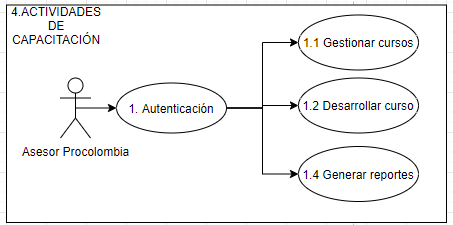 4.ACTIVIDADES
DE
CAPACITACIÓN
1.1 Gestionar cursos
1. Autenticación
1.2 Desarrollar curso
Asesor Procolombia
1.4 Generar reportes